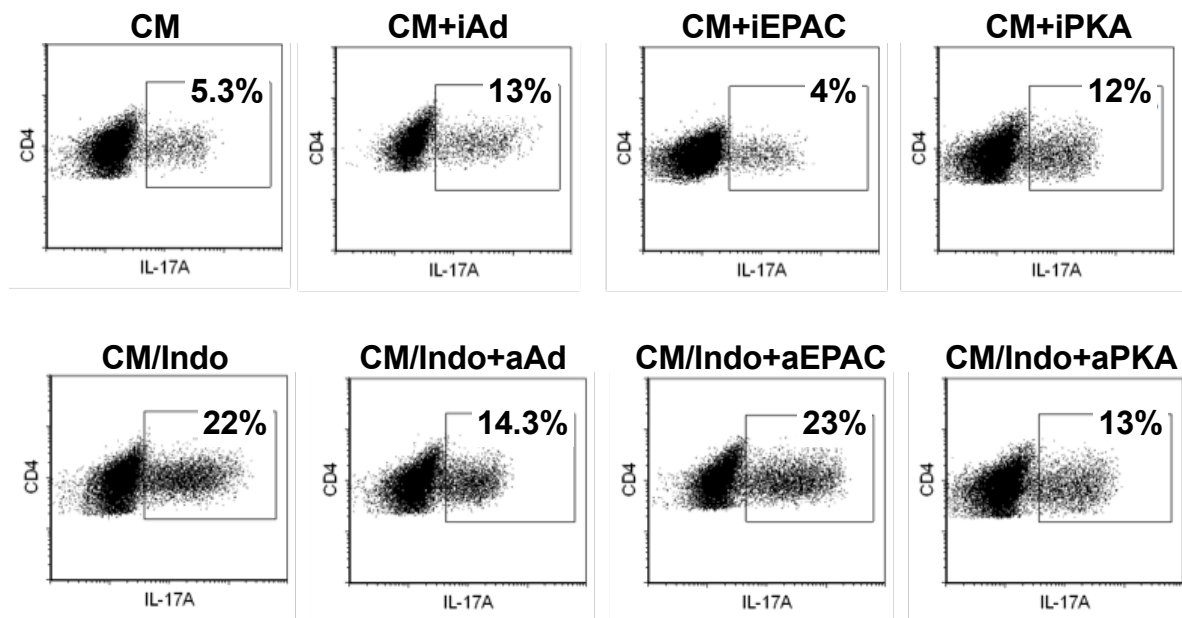 CM
CM+iAd
CM+iEPAC
CM+iPKA
5.3%
13%
4%
12%
CD4
CD4
CD4
CD4
IL-17A
IL-17A
IL-17A
IL-17A
CM/Indo
CM/Indo+aAd
CM/Indo+aEPAC
CM/Indo+aPKA
22%
14.3%
23%
13%
CD4
CD4
CD4
CD4
IL-17A
IL-17A
IL-17A
IL-17A